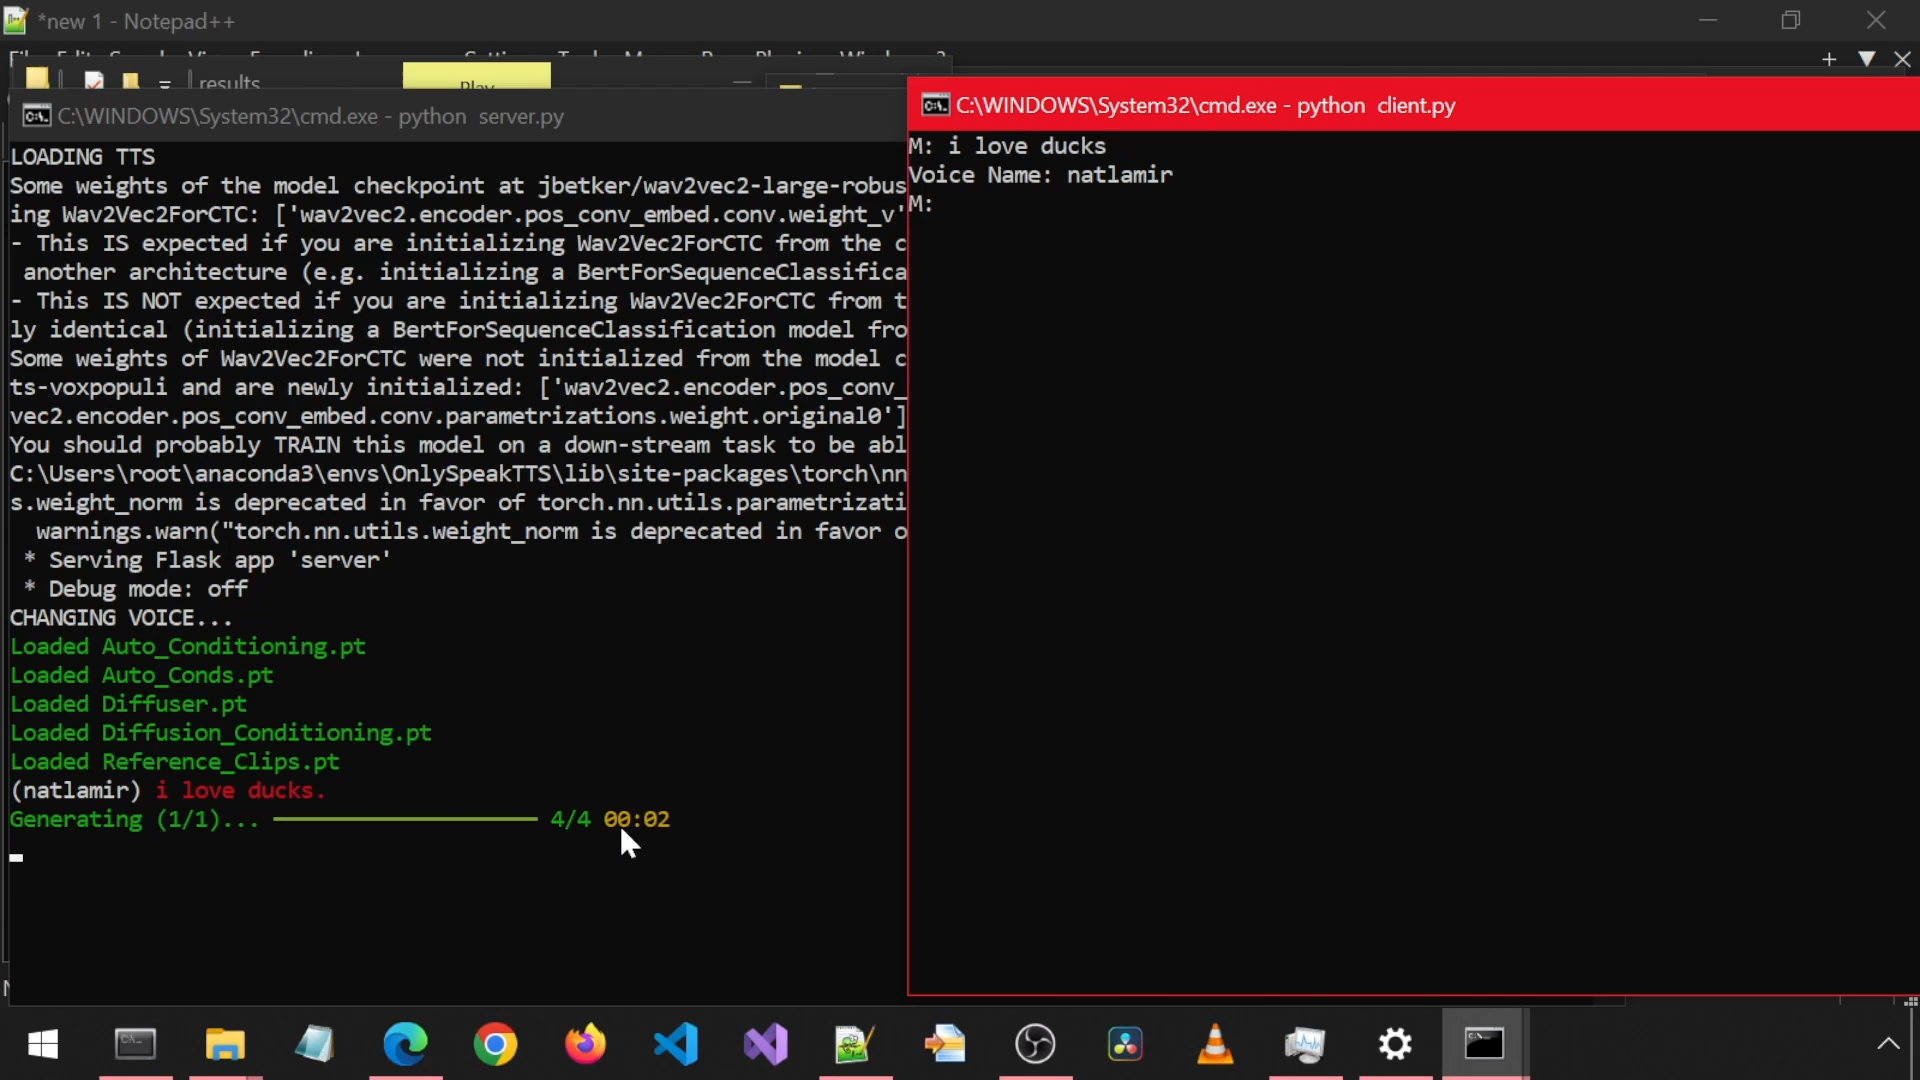 *new 1 - Notepad++
results
Play
C:\WINDOWS\System32\cmd.exe - python  server.py
LOADING TTS
Some weights of the model checkpoint at jbetker/wav2vec2-large-robus
ing Wav2Vec2ForCTC: ['wav2vec2.encoder.pos_conv_embed.conv.weight_v'
- This IS expected if you are initializing Wav2Vec2ForCTC from the c
 another architecture (e.g. initializing a BertForSequenceClassifica
- This IS NOT expected if you are initializing Wav2Vec2ForCTC from t
ly identical (initializing a BertForSequenceClassification model fro
Some weights of Wav2Vec2ForCTC were not initialized from the model c
ts-voxpopuli and are newly initialized: ['wav2vec2.encoder.pos_conv_
vec2.encoder.pos_conv_embed.conv.parametrizations.weight.original0']
You should probably TRAIN this model on a down-stream task to be abl
C:\Users\root\anaconda3\envs\OnlySpeakTTS\lib\site-packages\torch\nn
s.weight_norm is deprecated in favor of torch.nn.utils.parametrizati
  warnings.warn("torch.nn.utils.weight_norm is deprecated in favor o
 * Serving Flask app 'server'
 * Debug mode: off
CHANGING VOICE...
Loaded Auto_Conditioning.pt
Loaded Auto_Conds.pt
Loaded Diffuser.pt
Loaded Diffusion_Conditioning.pt
Loaded Reference_Clips.pt
(natlamir) i love ducks.
Generating (1/1)... 4/4 00:02
C:\WINDOWS\System32\cmd.exe - python  client.py
M: i love ducks
Voice Name: natlamir
M: